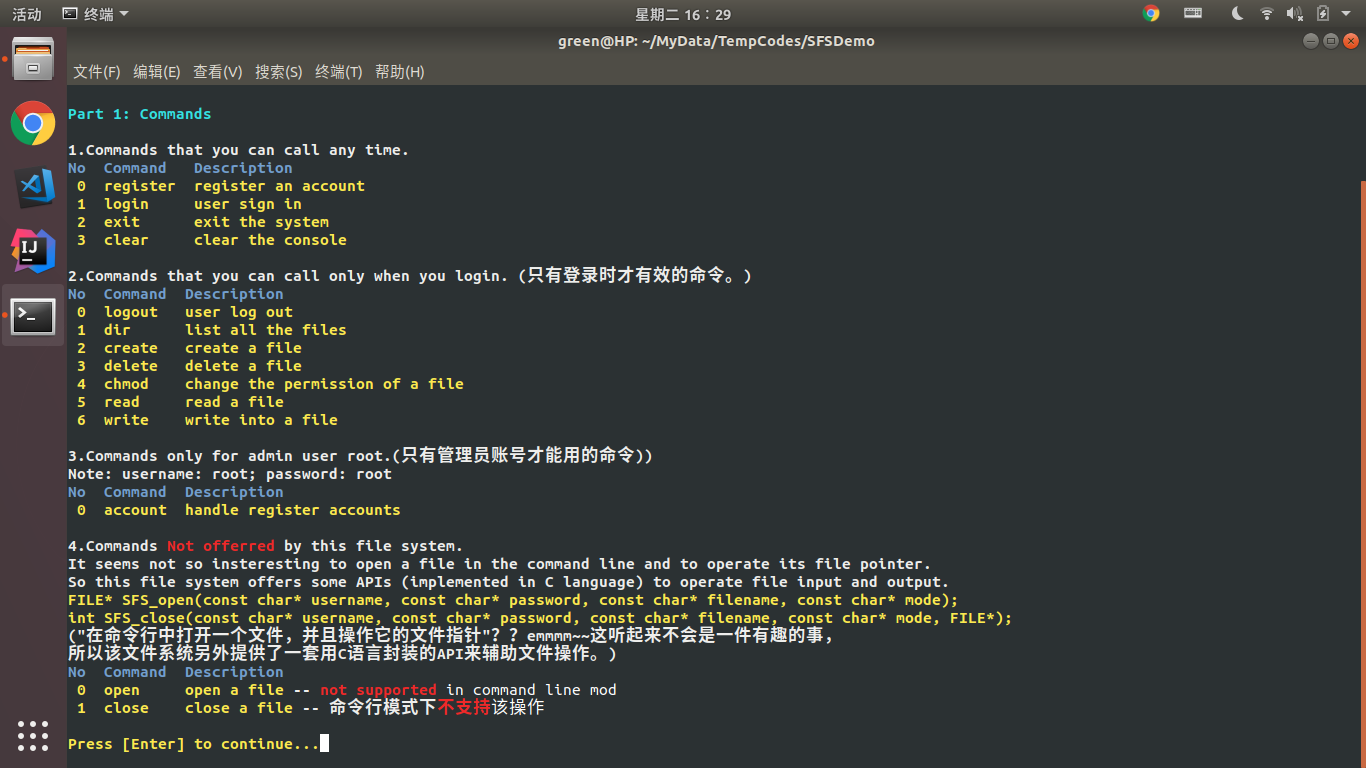 活动 终端 星期二 16：29
green@HP: ~/MyData/TempCodes/SFSDemo
文件(F) 编辑(E) 查看(V) 搜索(S) 终端(T) 帮助(H)
Part 1: Commands
1.Commands that you can call any time.
No Command Description
0 register register an account
1 login user sign in
2 exit exit the system
3 clear clear the console
2.Commands that you can call only when you login. (只有登录时才有效的命令。)
No Command Description
0 logout user log out
1 dir list all the files
2 create create a file
3 delete delete a file
4 chmod change the permission of a file
5 read read a file
6 write write into a file
3.Commands only for admin user root.(只有管理员账号才能用的命令))
Note: username: root; password: root
No Command Description
0 account handle register accounts
4.Commands Not offerred by this file system.
It seems not so insteresting to open a file in the command line and to operate its file pointer.
So this file system offers some APIs (implemented in C language) to operate file input and output.
FILE* SFS_open(const char* username, const char* password, const char* filename, const char* mode);
int SFS_close(const char* username, const char* password, const char* filename, const char* mode, FILE*);
("在命令行中打开一个文件，并且操作它的文件指针"？？emmmm~~这听起来不会是一件有趣的事，
所以该文件系统另外提供了一套用C语言封装的API来辅助文件操作。)
No Command Description
0 open open a file -- not supported in command line mod
1 close close a file -- 命令行模式下不支持该操作
Press [Enter] to continue...